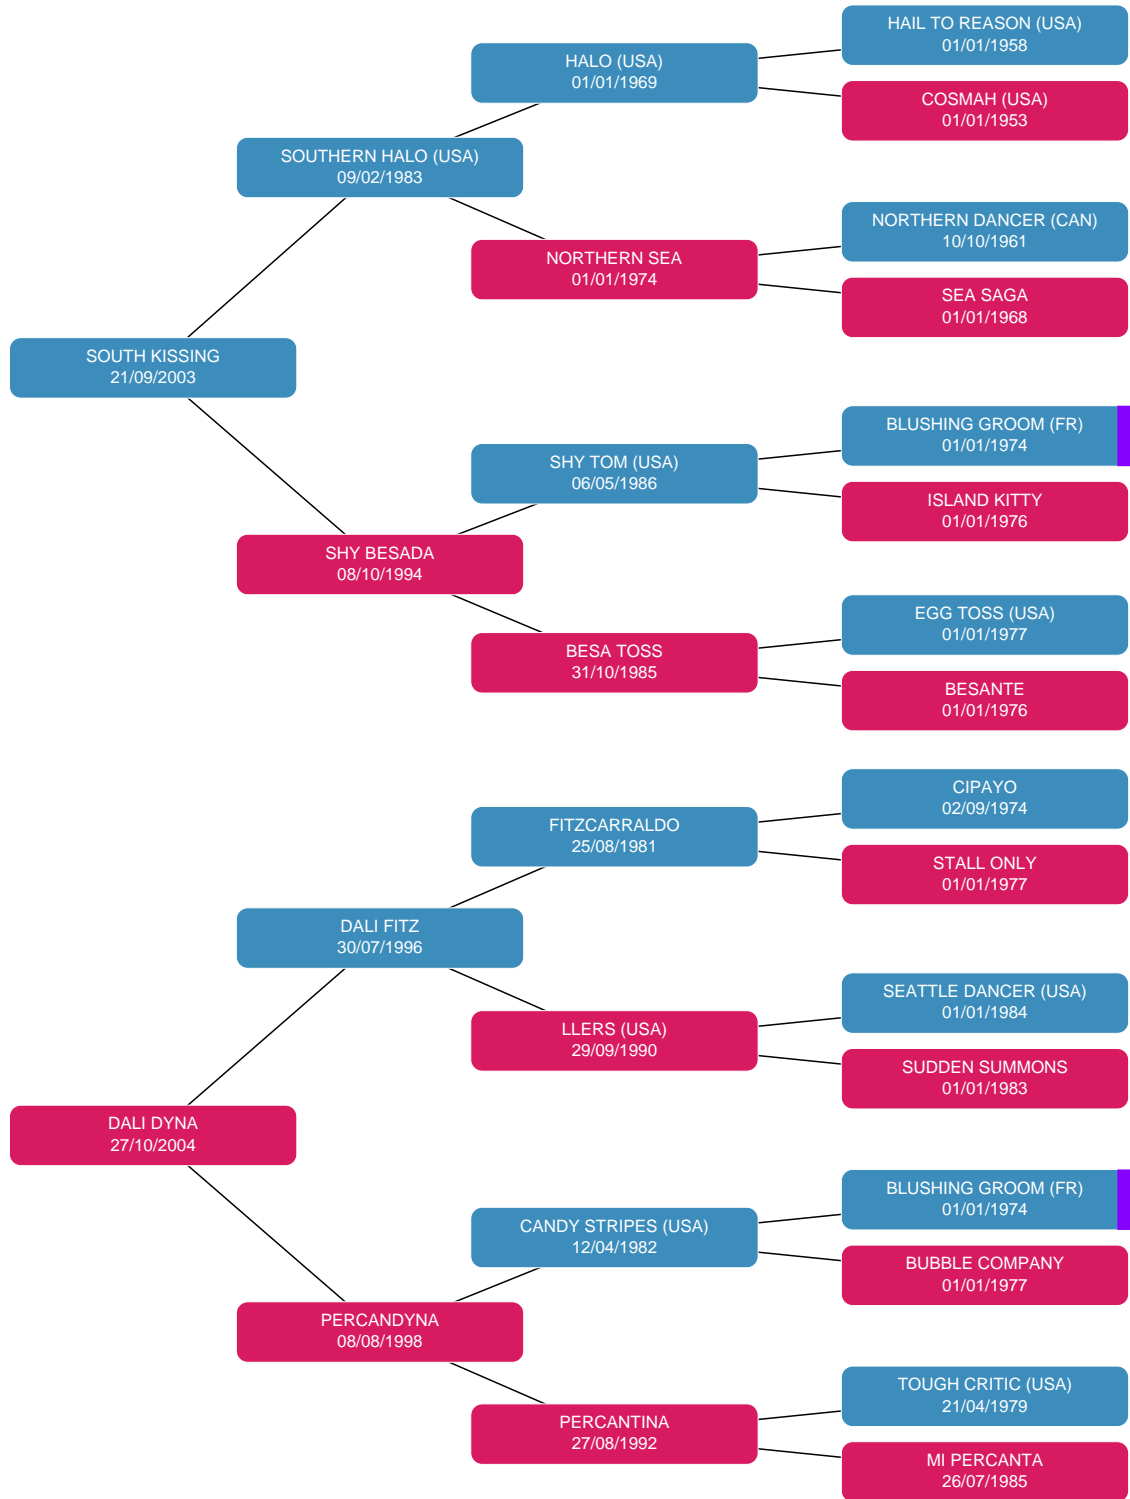 HAIL TO REASON (USA)
01/01/1958
HALO (USA)
01/01/1969
COSMAH (USA)
01/01/1953
SOUTHERN HALO (USA)
09/02/1983
NORTHERN DANCER (CAN)
10/10/1961
NORTHERN SEA
01/01/1974
SEA SAGA
01/01/1968
SOUTH KISSING
21/09/2003
BLUSHING GROOM (FR)
01/01/1974
SHY TOM (USA)
06/05/1986
ISLAND KITTY
01/01/1976
SHY BESADA
08/10/1994
EGG TOSS (USA)
01/01/1977
BESA TOSS
31/10/1985
BESANTE
01/01/1976
CIPAYO
02/09/1974
FITZCARRALDO
25/08/1981
STALL ONLY
01/01/1977
DALI FITZ
30/07/1996
SEATTLE DANCER (USA)
01/01/1984
LLERS (USA)
29/09/1990
SUDDEN SUMMONS
01/01/1983
DALI DYNA
27/10/2004
BLUSHING GROOM (FR)
01/01/1974
CANDY STRIPES (USA)
12/04/1982
BUBBLE COMPANY
01/01/1977
PERCANDYNA
08/08/1998
TOUGH CRITIC (USA)
21/04/1979
PERCANTINA
27/08/1992
MI PERCANTA
26/07/1985